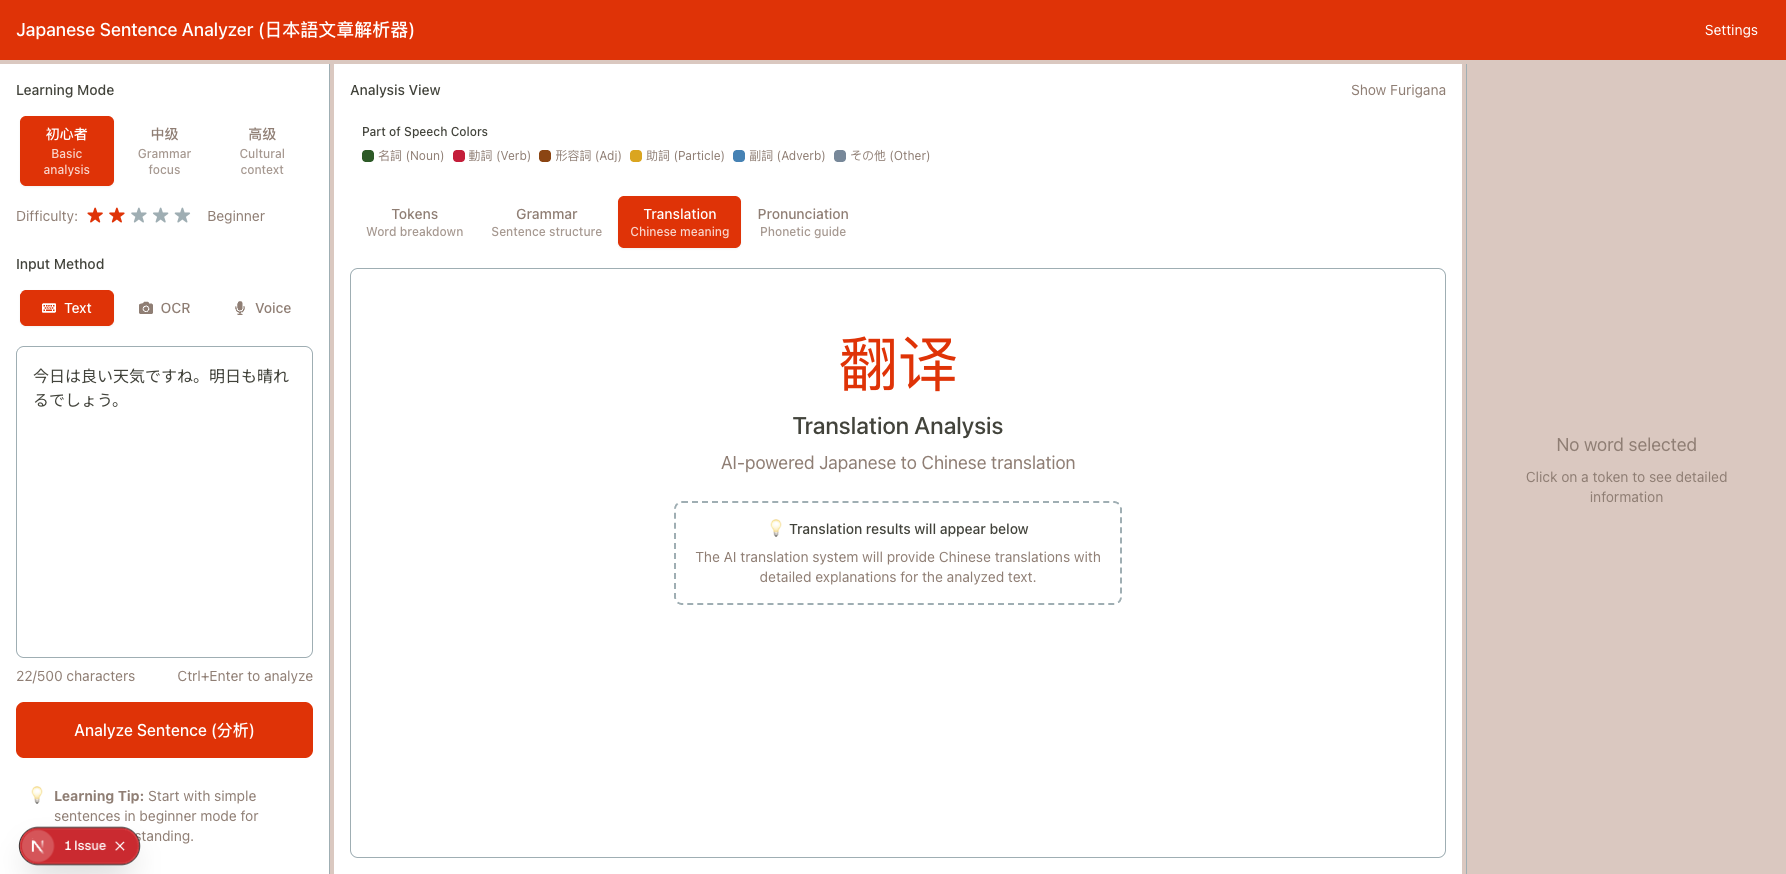 Japanese Sentence Analyzer (日本語文章解析器)
Settings
Learning Mode
初心者
Basic
analysis
中级
Grammar
focus
高级
Cultural
context
Difficulty:
Beginner
Input Method
Text
OCR
Voice
今日は良い天気ですね。明日も晴れ
るでしょう。
22/500 characters
Ctrl+Enter to analyze
Analyze Sentence (分析)
Learning Tip: Start with simple
sentences in beginner mode for
standing.
N
1 Issue
Analysis View
Show Furigana
Part of Speech Colors
名詞 (Noun)
動詞 (Verb)
形容詞 (Adj)
助詞 (Particle)
副詞 (Adverb)
その他 (Other)
Tokens
Word breakdown
Grammar
Sentence structure
Translation
Chinese meaning
Pronunciation
Phonetic guide
翻译
Translation Analysis
AI-powered Japanese to Chinese translation
Translation results will appear below
The AI translation system will provide Chinese translations with
detailed explanations for the analyzed text.
No word selected
Click on a token to see detailed
information